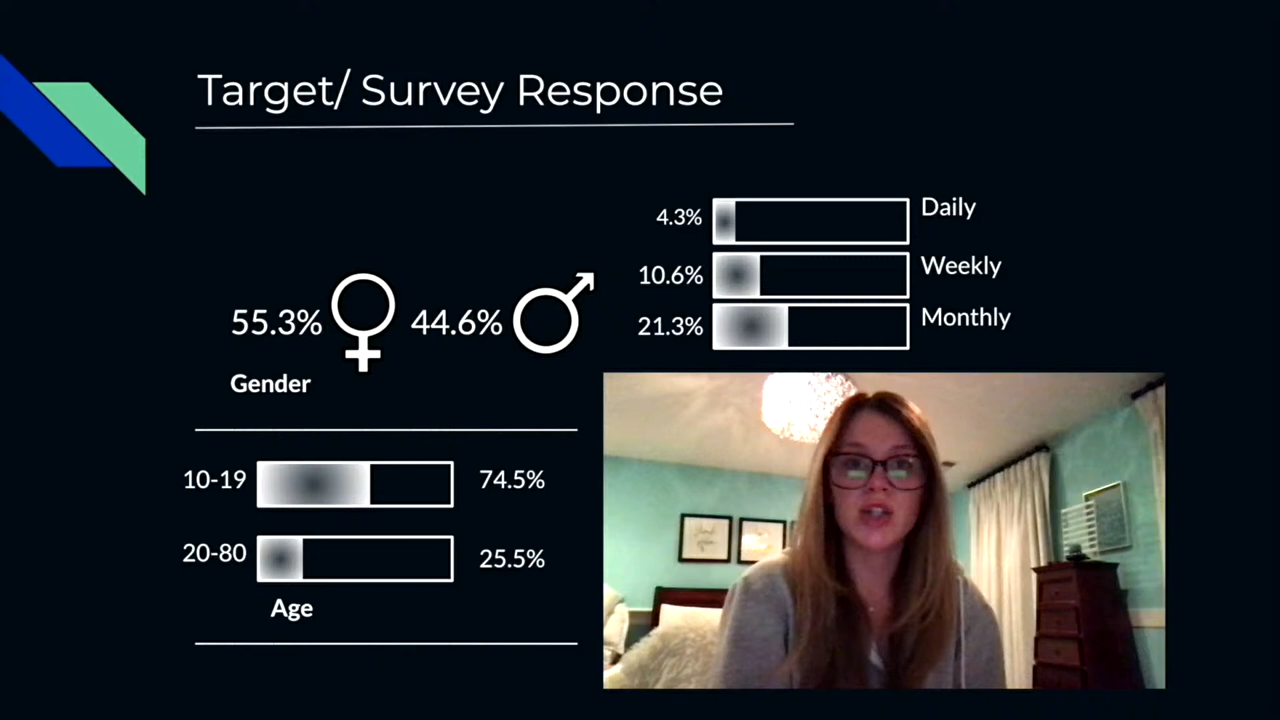 Target/ Survey Response
4.3% Daily
10.6% Weekly
21.3% Monthly
55.3% 44.6%
Gender
10-19 74.5%
20-80 25.5%
Age